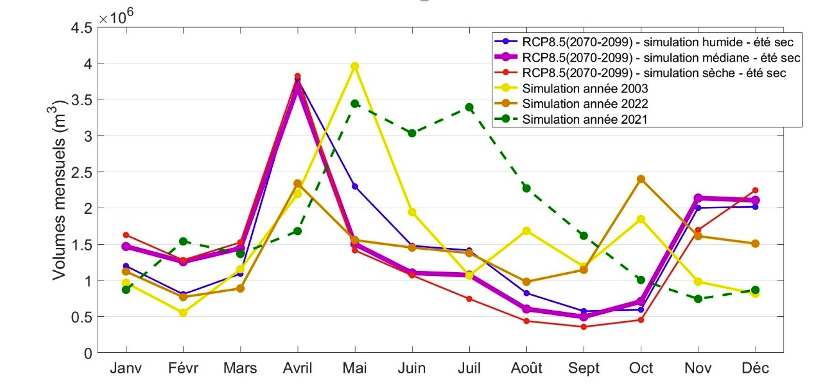 ×10⁶
4.5
4
3.5
3
2.5
2
1.5
1
0.5
0
Volumes mensuels (m³)
RCP8.5(2070-2099) - simulation humide - été sec
RCP8.5(2070-2099) - simulation médiane - été sec
RCP8.5(2070-2099) - simulation sèche - été sec
Simulation année 2003
Simulation année 2022
Simulation année 2021
Janv Févr Mars Avril Mai Juin Juil Août Sept Oct Nov Déc